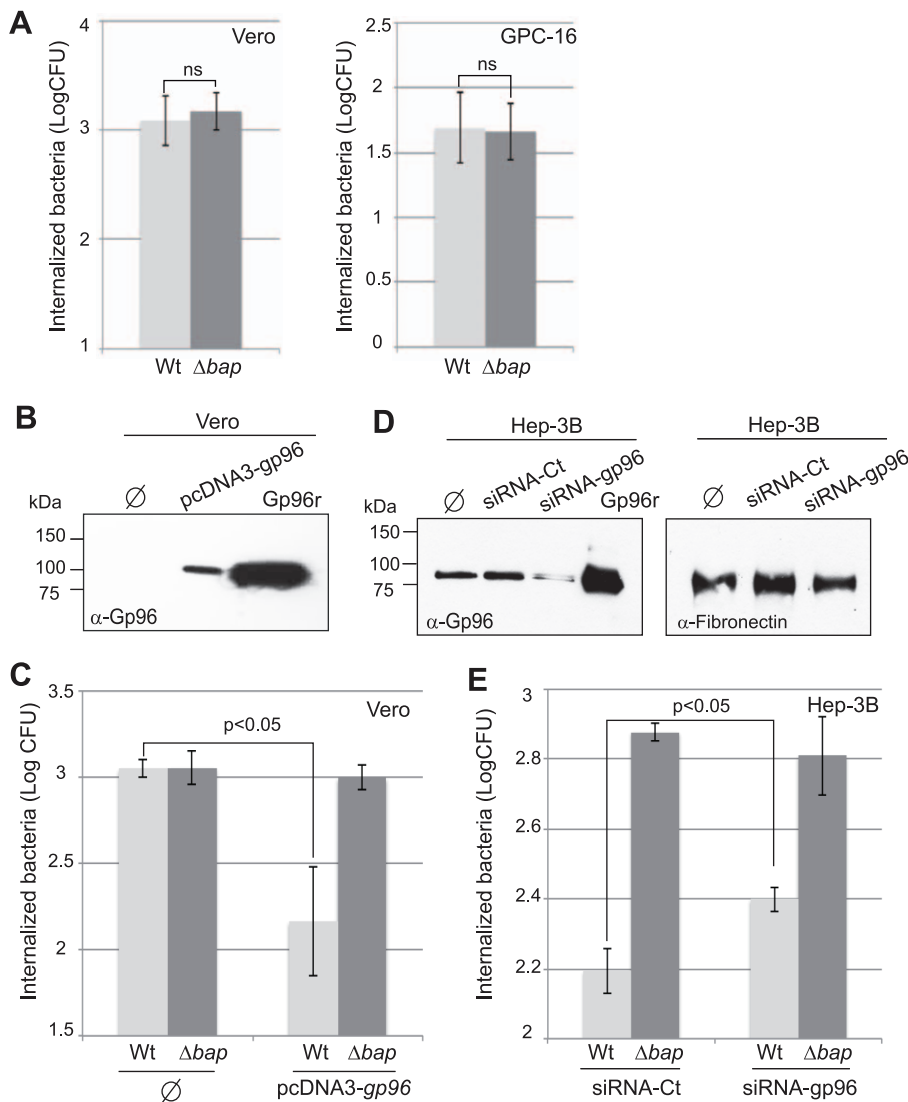 A
Internalized bacteria (LogCFU)
4
3
2
1
Vero
ns
Wt Δbap
Internalized bacteria (LogCFU)
2.5
2
1.5
1
0.5
0
GPC-16
ns
Wt Δbap
B
Vero
∅ pcDNA3-gp96 Gp96r
kDa
150
100
75
α-Gp96
D
Hep-3B
∅ siRNA-Ct siRNA-gp96 Gp96r
kDa
150
100
75
α-Gp96
Hep-3B
∅ siRNA-Ct siRNA-gp96
α-Fibronectin
C
Internalized bacteria (Log CFU)
3.5
3
2.5
2
1.5
Vero
p<0.05
Wt Δbap Wt Δbap
∅ pcDNA3-gp96
E
Internalized bacteria (LogCFU)
3
2.8
2.6
2.4
2.2
2
Hep-3B
p<0.05
Wt Δbap Wt Δbap
siRNA-Ct siRNA-gp96